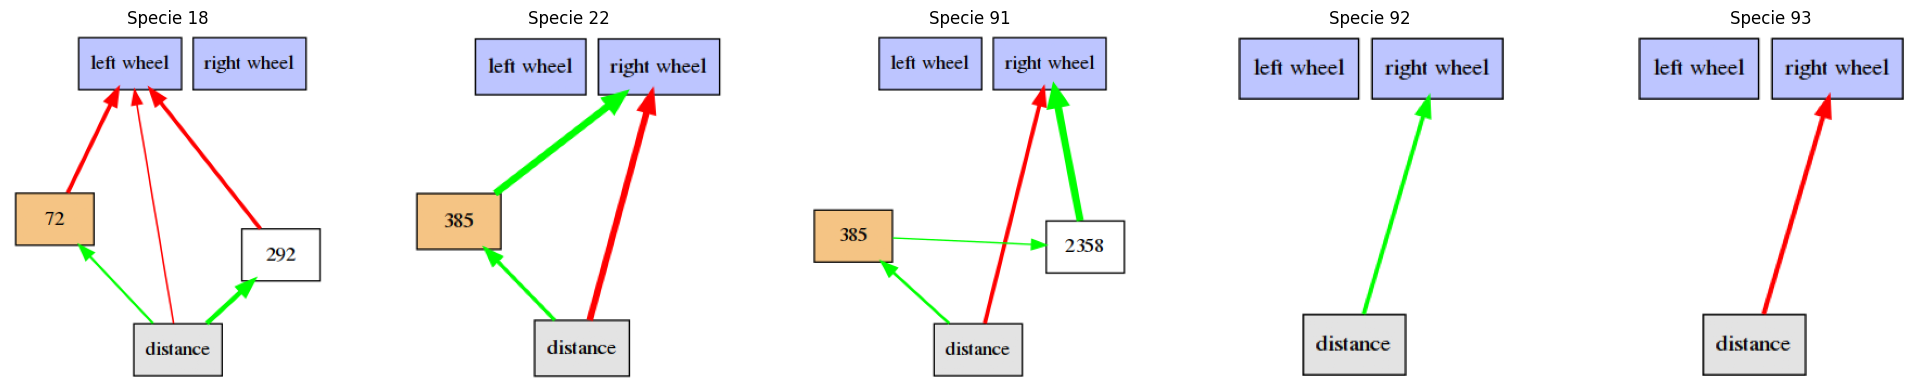 Specie 18
left wheel
right wheel
72
292
distance
Specie 22
left wheel
right wheel
385
distance
Specie 91
left wheel
right wheel
385
2358
distance
Specie 92
left wheel
right wheel
distance
Specie 93
left wheel
right wheel
distance